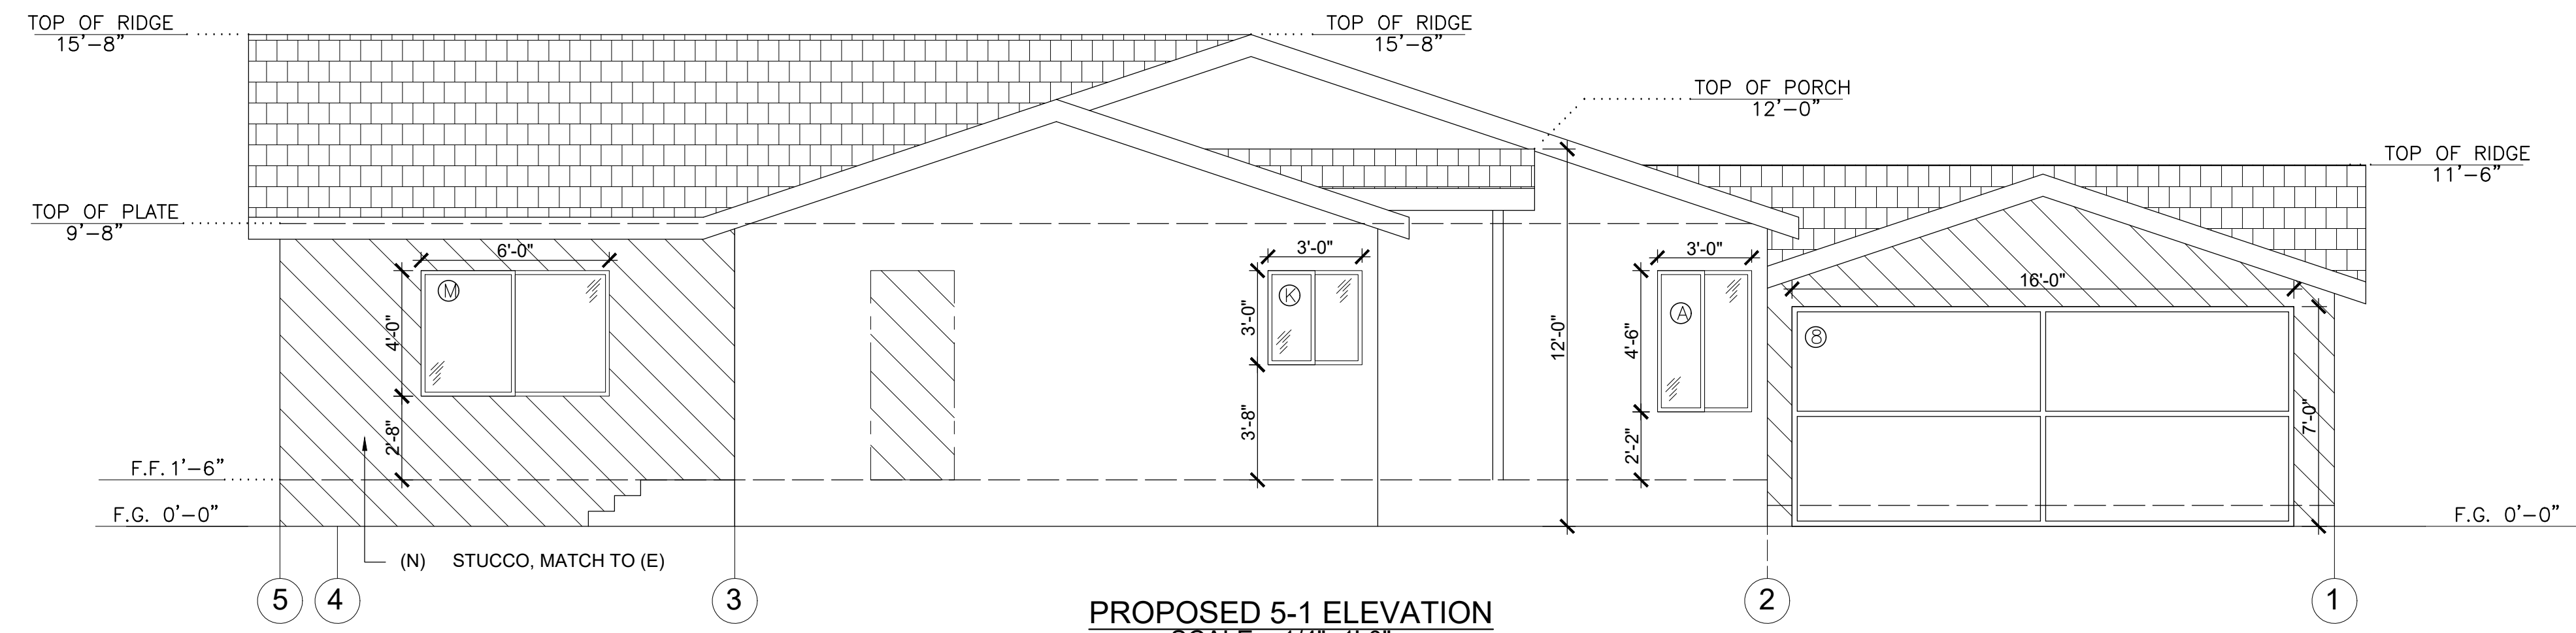 TOP OF RIDGE
15'-8"
TOP OF RIDGE
15'-8"
TOP OF PORCH
12'-0"
TOP OF RIDGE
11'-6"
TOP OF PLATE
9'-8"
6'-0"
3'-0"
3'-0"
16'-0"
M
K
A
8
4'-0"
3'-0"
12'-0"
4'-6"
7'-0"
2'-8"
3'-8"
2'-2"
F.F. 1'-6"
F.G. 0'-0"
F.G. 0'-0"
(N) STUCCO, MATCH TO (E)
5
4
3
2
1
PROPOSED 5-1 ELEVATION